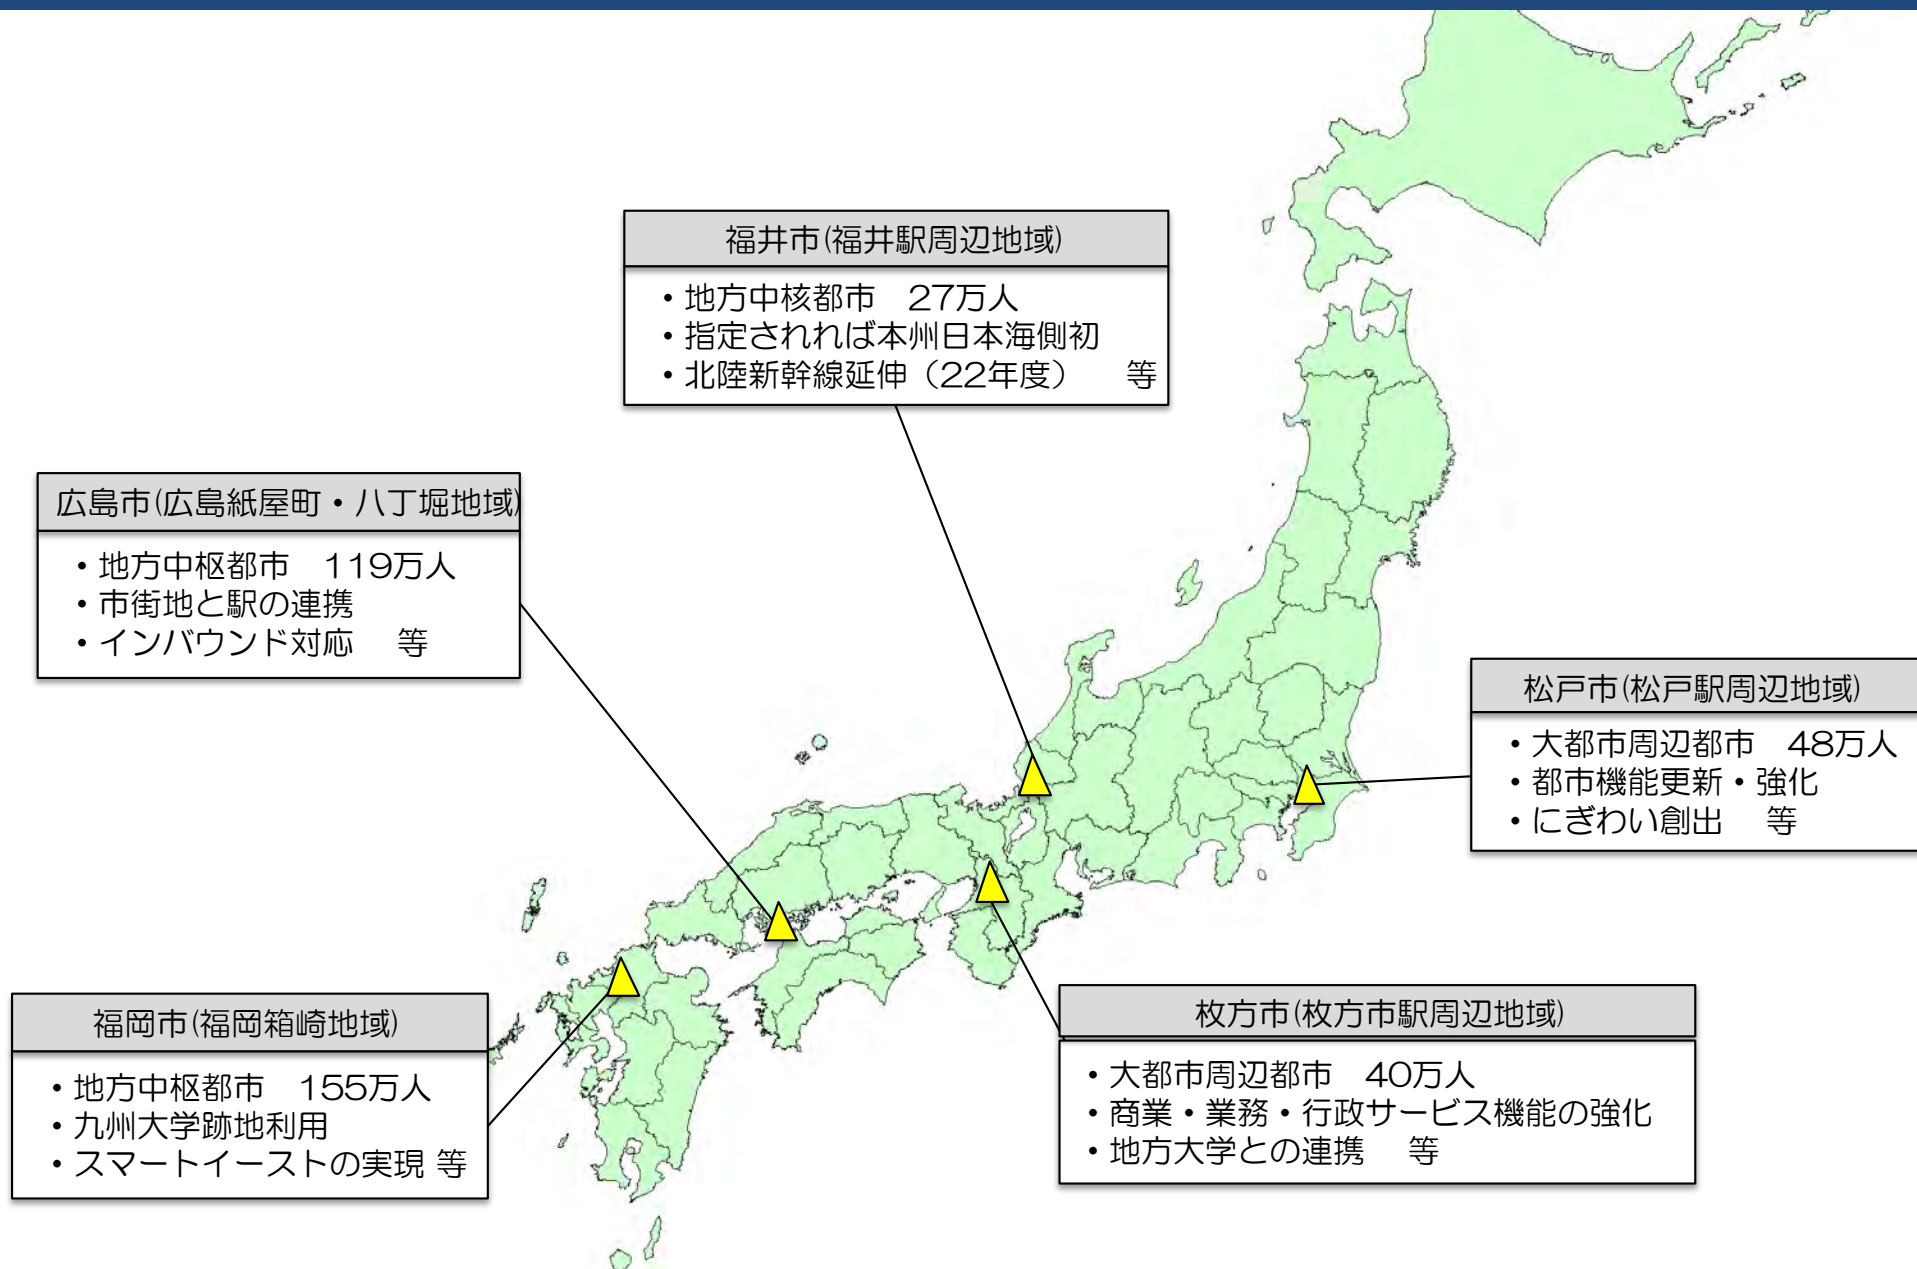 福井市(福井駅周辺地域)
・地方中核都市　27万人
・指定されれば本州日本海側初
・北陸新幹線延伸（22年度）　等
広島市(広島紙屋町・八丁堀地域)
・地方中枢都市　119万人
・市街地と駅の連携
・インバウンド対応　等
松戸市(松戸駅周辺地域)
・大都市周辺都市　48万人
・都市機能更新・強化
・にぎわい創出　等
福岡市(福岡箱崎地域)
・地方中枢都市　155万人
・九州大学跡地利用
・スマートイーストの実現 等
枚方市(枚方市駅周辺地域)
・大都市周辺都市　40万人
・商業・業務・行政サービス機能の強化
・地方大学との連携　等